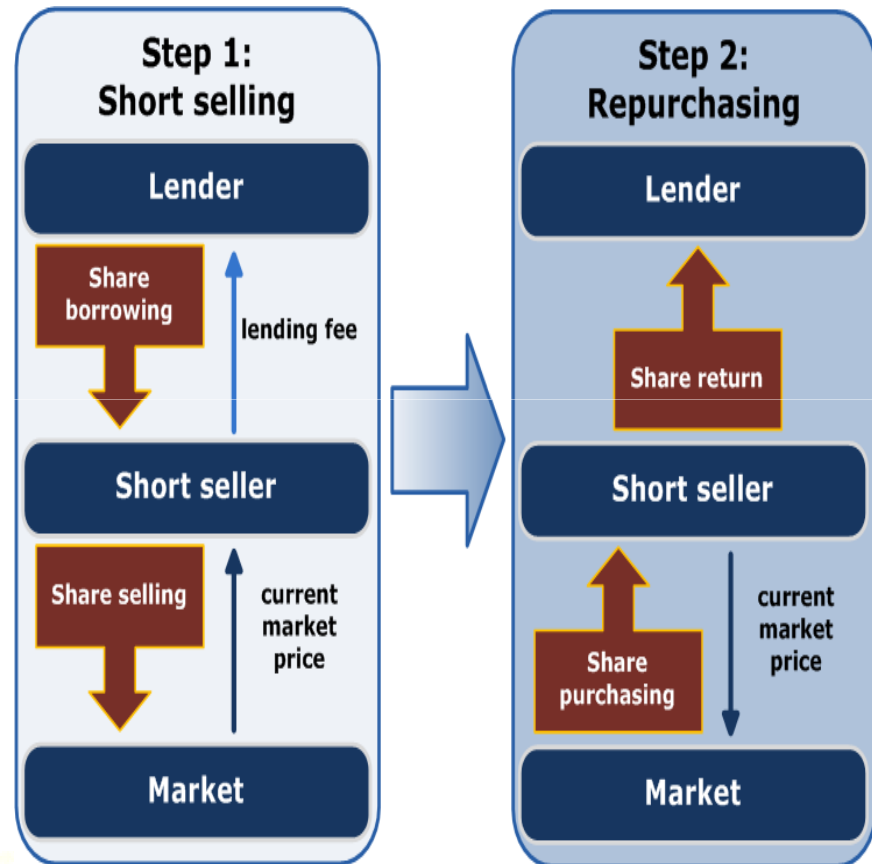 Step 1:
Short selling
Lender
Share
borrowing
lending fee
Short seller
Share selling
current
market
price
Market
Step 2:
Repurchasing
Lender
Share return
Short seller
Share
purchasing
current
market
price
Market